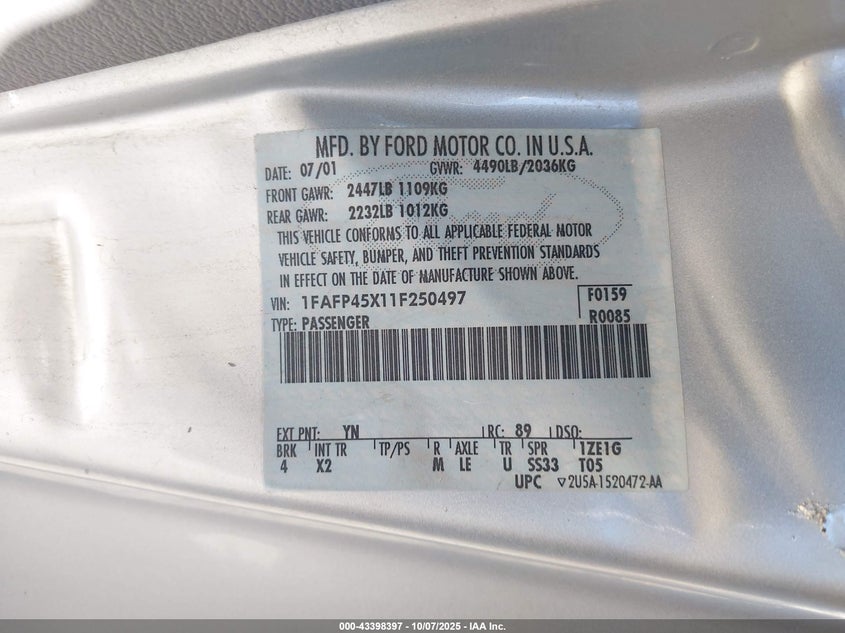 MFD. BY FORD MOTOR CO. IN U.S.A.
DATE: 07/01 GVWR: 4490LB/2036KG
FRONT GAWR: 2447LB 1109KG
REAR GAWR: 2232LB 1012KG
THIS VEHICLE CONFORMS TO ALL APPLICABLE FEDERAL MOTOR
VEHICLE SAFETY, BUMPER, AND THEFT PREVENTION STANDARDS
IN EFFECT ON THE DATE OF MANUFACTURE SHOWN ABOVE.
VIN: 1FAFP45X11F250497 F0159
TYPE: PASSENGER R0085
EXT PNT: YN RC: 89 DSO:
BRK INT TR TP/PS R AXLE TR SPR 1ZE1G
4 X2 M LE U SS33 T05
UPC ▽2U5A-1520472-AA
000-43398397 - 10/07/2025 - IAA Inc.